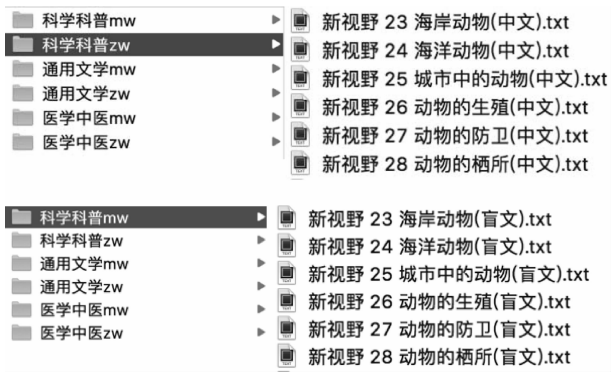 科学科普mw
科学科普zw
通用文学mw
通用文学zw
医学中医mw
医学中医zw
新视野 23 海岸动物(中文).txt
新视野 24 海洋动物(中文).txt
新视野 25 城市中的动物(中文).txt
新视野 26 动物的生殖(中文).txt
新视野 27 动物的防卫(中文).txt
新视野 28 动物的栖所(中文).txt
科学科普mw
科学科普zw
通用文学mw
通用文学zw
医学中医mw
医学中医zw
新视野 23 海岸动物(盲文).txt
新视野 24 海洋动物(盲文).txt
新视野 25 城市中的动物(盲文).txt
新视野 26 动物的生殖(盲文).txt
新视野 27 动物的防卫(盲文).txt
新视野 28 动物的栖所(盲文).txt